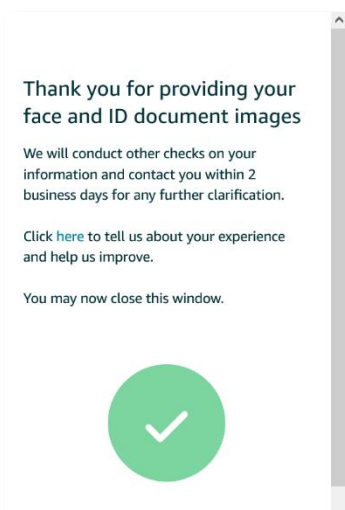 Thank you for providing your
face and ID document images
We will conduct other checks on your
information and contact you within 2
business days for any further clarification.
Click here to tell us about your experience
and help us improve.
You may now close this window.